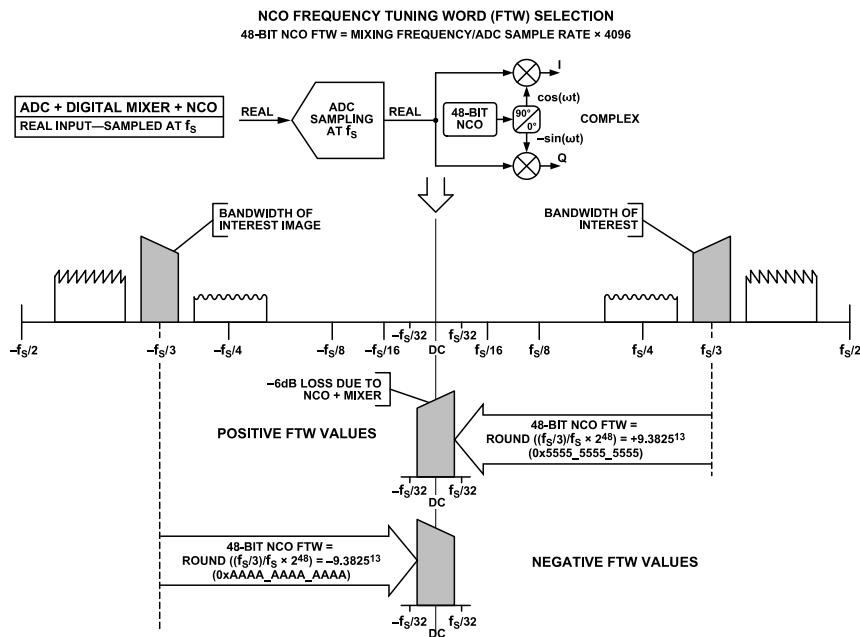 NCO FREQUENCY TUNING WORD (FTW) SELECTION
48-BIT NCO FTW = MIXING FREQUENCY/ADC SAMPLE RATE × 4096
ADC + DIGITAL MIXER + NCO
REAL INPUT—SAMPLED AT fS
REAL
ADC
SAMPLING
AT fS
REAL
48-BIT
NCO
90°
0°
I
cos(ωt)
COMPLEX
–sin(ωt)
Q
BANDWIDTH OF
INTEREST IMAGE
BANDWIDTH OF
INTEREST
–fS/2
–fS/3
–fS/4
–fS/8
–fS/16
–fS/32
DC
fS/32
fS/16
fS/8
fS/4
fS/3
fS/2
–6dB LOSS DUE TO
NCO + MIXER
POSITIVE FTW VALUES
48-BIT NCO FTW =
ROUND ((fS/3)/fS × 2^48) = +9.3825^13
(0x5555_5555_5555)
–fS/32
DC
fS/32
48-BIT NCO FTW =
ROUND ((fS/3)/fS × 2^48) = –9.3825^13
(0xAAAA_AAAA_AAAA)
NEGATIVE FTW VALUES
–fS/32
DC
fS/32